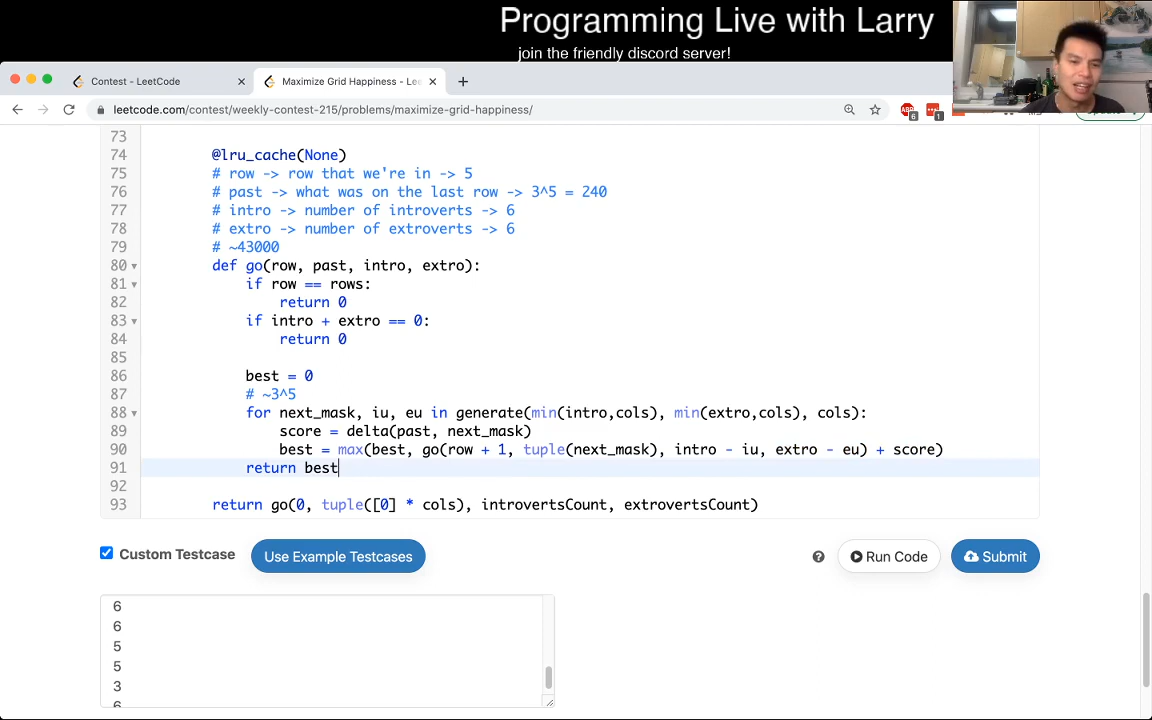 Programming Live with Larry
join the friendly discord server!
Contest - LeetCode
Maximize Grid Happiness - Lee
leetcode.com/contest/weekly-contest-215/problems/maximize-grid-happiness/
6
1
73
74 @lru_cache(None)
75 # row -> row that we're in -> 5
76 # past -> what was on the last row -> 3^5 = 240
77 # intro -> number of introverts -> 6
78 # extro -> number of extroverts -> 6
79 # ~43000
80 def go(row, past, intro, extro):
81 if row == rows:
82 return 0
83 if intro + extro == 0:
84 return 0
85
86 best = 0
87 # ~3^5
88 for next_mask, iu, eu in generate(min(intro,cols), min(extro,cols), cols):
89 score = delta(past, next_mask)
90 best = max(best, go(row + 1, tuple(next_mask), intro - iu, extro - eu) + score)
91 return best
92
93 return go(0, tuple([0] * cols), introvertsCount, extrovertsCount)
Custom Testcase
Use Example Testcases
Run Code
Submit
6
6
5
5
3
6